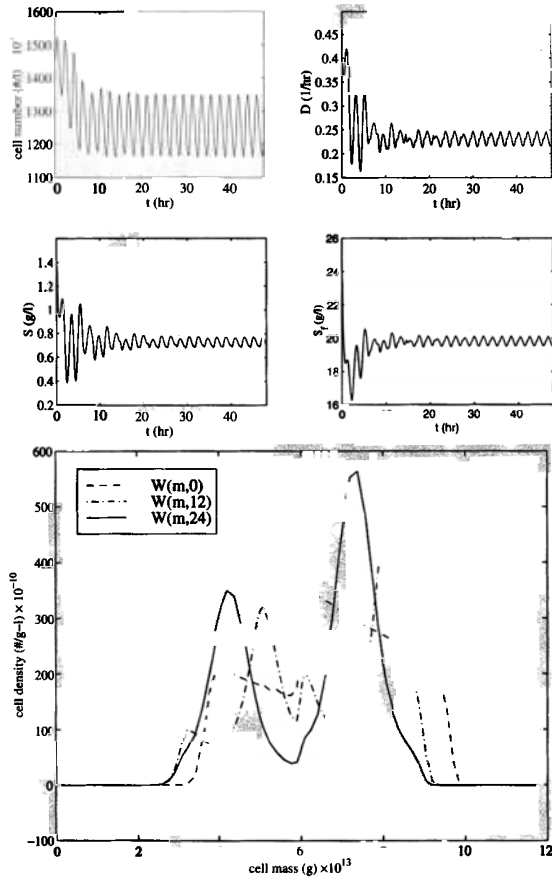 1600
1500
1400
1300
1200
1100
cell number (#/l)
0 10 20 30 40
t (hr)
0.45
0.4
0.35
0.3
0.25
0.2
0.15
D (1/hr)
0 10 20 30 40
t (hr)
1.4
1.2
1
0.8
0.6
0.4
0.2
S (g/l)
0 10 20 30 40
t (hr)
26
24
22
20
18
16
S_f (g/l)
0 10 20 30 40
t (hr)
600
500
400
300
200
100
0
-100
cell density (#/g-l) × 10^-10
W(m,0)
W(m,12)
W(m,24)
0 2 4 6 8 10 12
cell mass (g) ×10^13